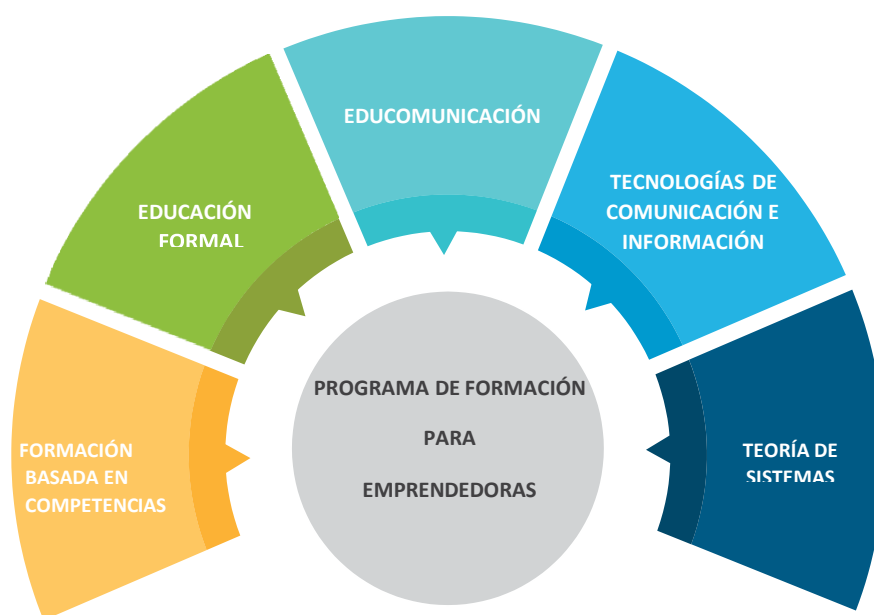 EDUCOMUNICACIÓN
TECNOLOGÍAS DE
COMUNICACIÓN E
INFORMACIÓN
EDUCACIÓN
FORMAL
PROGRAMA DE FORMACIÓN
PARA
EMPRENDEDORAS
FORMACIÓN
BASADA EN
COMPETENCIAS
TEORÍA DE
SISTEMAS